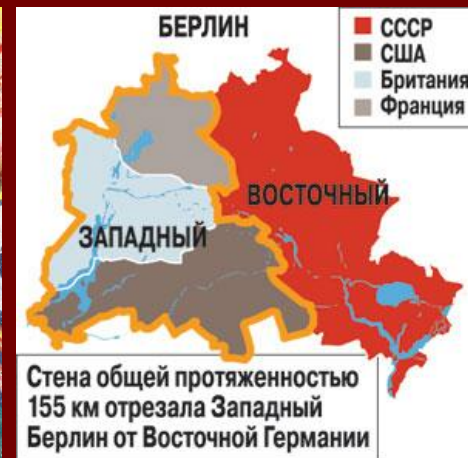 БЕРЛИН
СССР
США
Британия
Франция
ВОСТОЧНЫЙ
ЗАПАДНЫЙ
Стена общей протяженностью
155 км отрезала Западный
Берлин от Восточной Германии